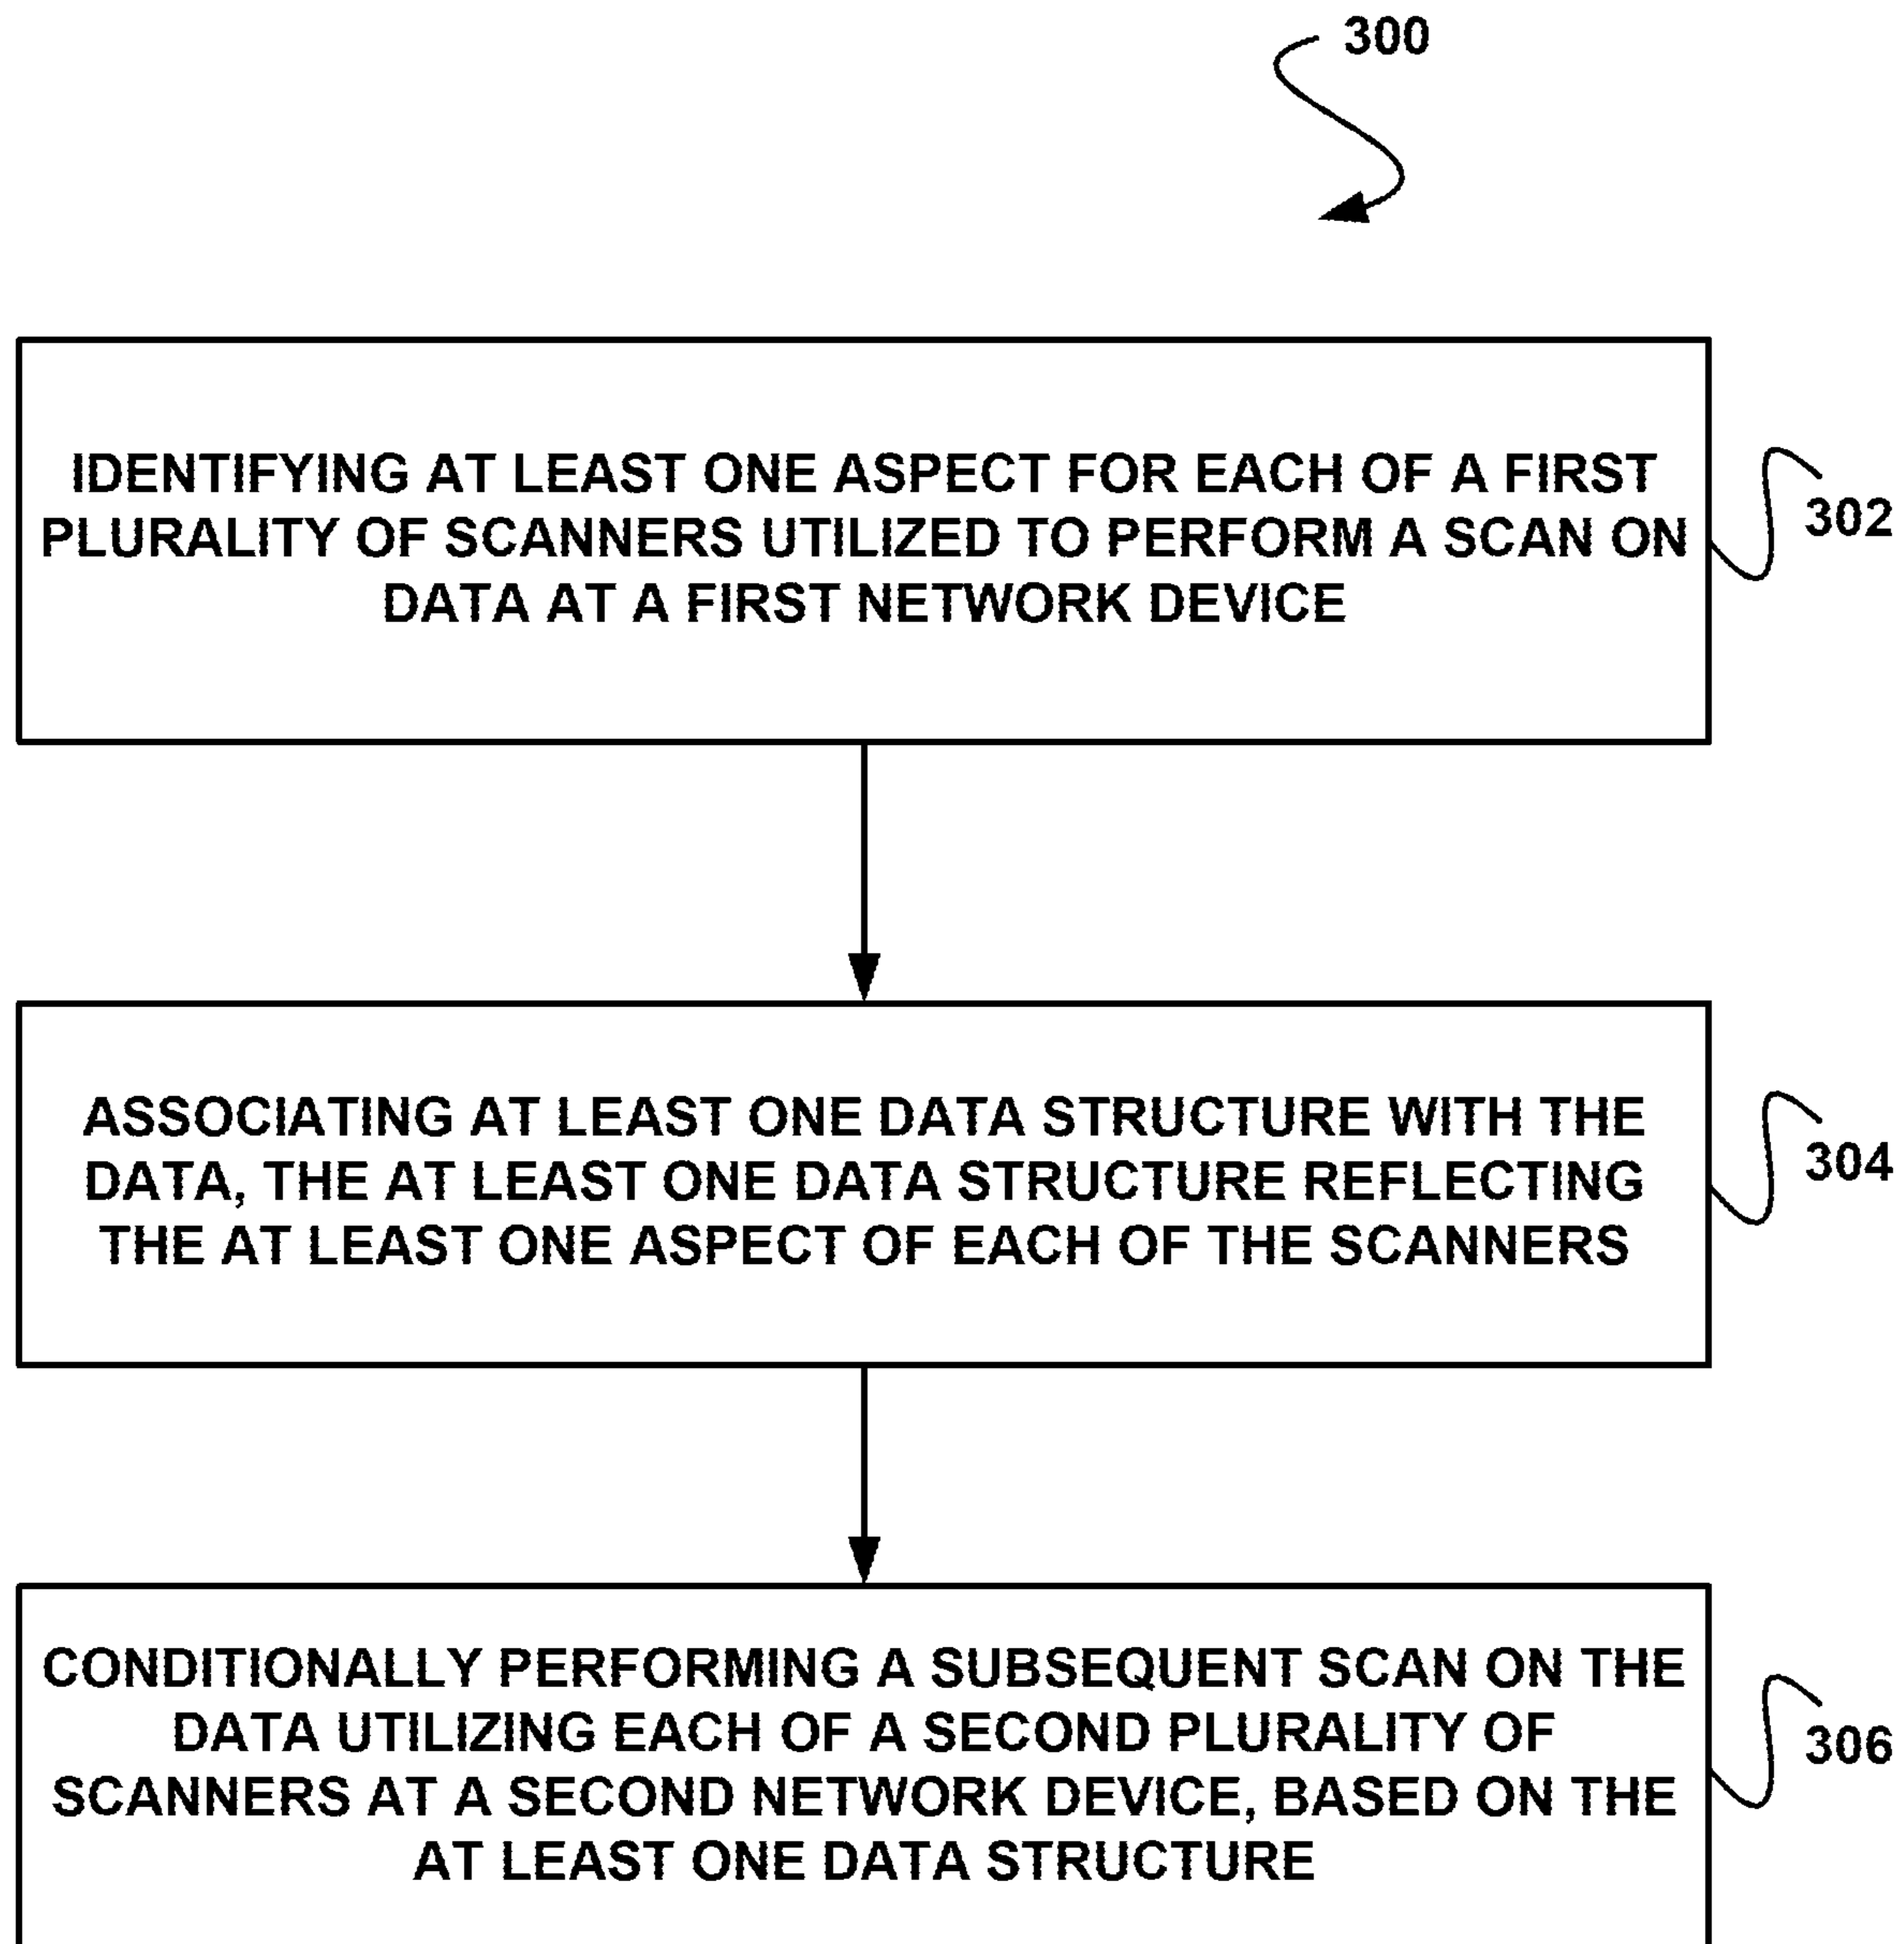 300
IDENTIFYING AT LEAST ONE ASPECT FOR EACH OF A FIRST
PLURALITY OF SCANNERS UTILIZED TO PERFORM A SCAN ON
DATA AT A FIRST NETWORK DEVICE
302
ASSOCIATING AT LEAST ONE DATA STRUCTURE WITH THE
DATA, THE AT LEAST ONE DATA STRUCTURE REFLECTING
THE AT LEAST ONE ASPECT OF EACH OF THE SCANNERS
304
CONDITIONALLY PERFORMING A SUBSEQUENT SCAN ON THE
DATA UTILIZING EACH OF A SECOND PLURALITY OF
SCANNERS AT A SECOND NETWORK DEVICE, BASED ON THE
AT LEAST ONE DATA STRUCTURE
306